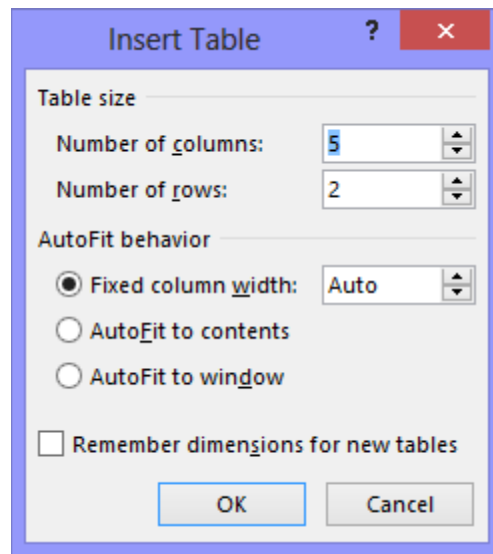 Insert Table ?
Table size
Number of columns: 5
Number of rows: 2
AutoFit behavior
Fixed column width: Auto
AutoFit to contents
AutoFit to window
Remember dimensions for new tables
OK Cancel